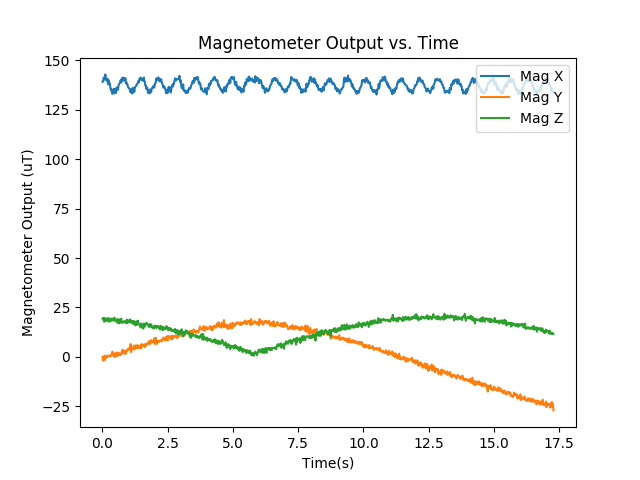 Magnetometer Output vs. Time
Magnetometer Output (uT)
150
125
100
75
50
25
0
−25
Mag X
Mag Y
Mag Z
0.0 2.5 5.0 7.5 10.0 12.5 15.0 17.5
Time(s)